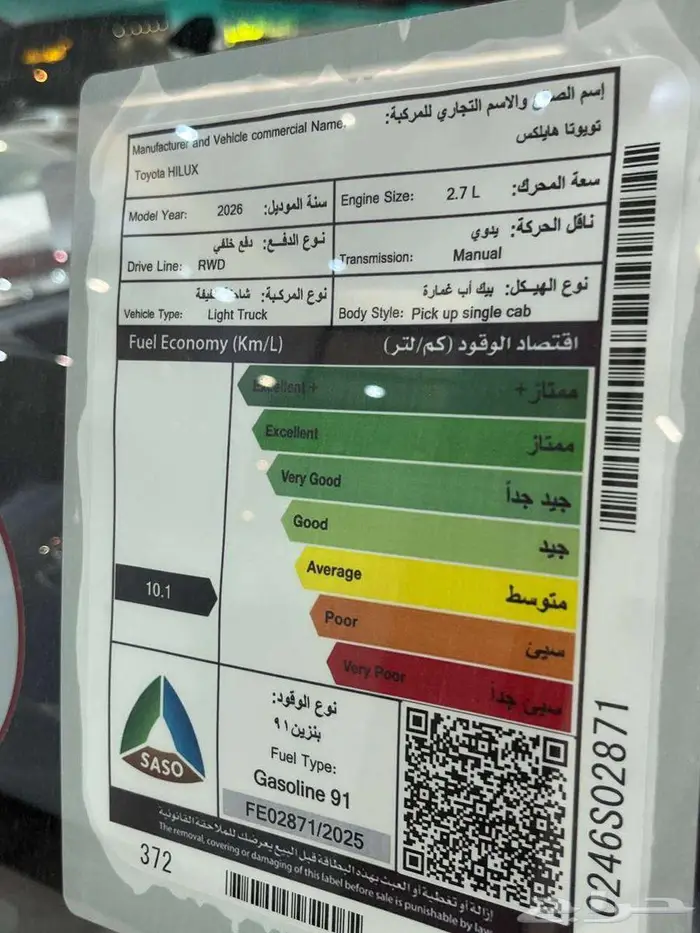 إسم الصانع والاسم التجاري للمركبة:
Manufacturer and Vehicle commercial Name:
تويوتا هايلكس
Toyota HILUX
Model Year: 2026 سنة الموديل:
Engine Size: 2.7 L سعة المحرك:
نوع الدفع: دفع خلفي
Drive Line: RWD
ناقل الحركة: يدوي
Transmission: Manual
نوع المركبة: شاحنة خفيفة
Vehicle Type: Light Truck
نوع الهيكل: بيك أب غمارة
Body Style: Pick up single cab
Fuel Economy (Km/L) اقتصاد الوقود (كم/لتر)
Excellent + ممتاز +
Excellent ممتاز
Very Good جيد جداً
Good جيد
Average متوسط
10.1
Poor سيئ
Very Poor سيئ جداً
SASO
نوع الوقود:
بنزين ٩١
Fuel Type:
Gasoline 91
FE02871/2025
إزالة أو تغطية أو العبث بهذه البطاقة قبل البيع يعرضك للملاحقة القانونية
The removal, covering or damaging of this label before sale is punishable by law
372
0246S02871
حراج